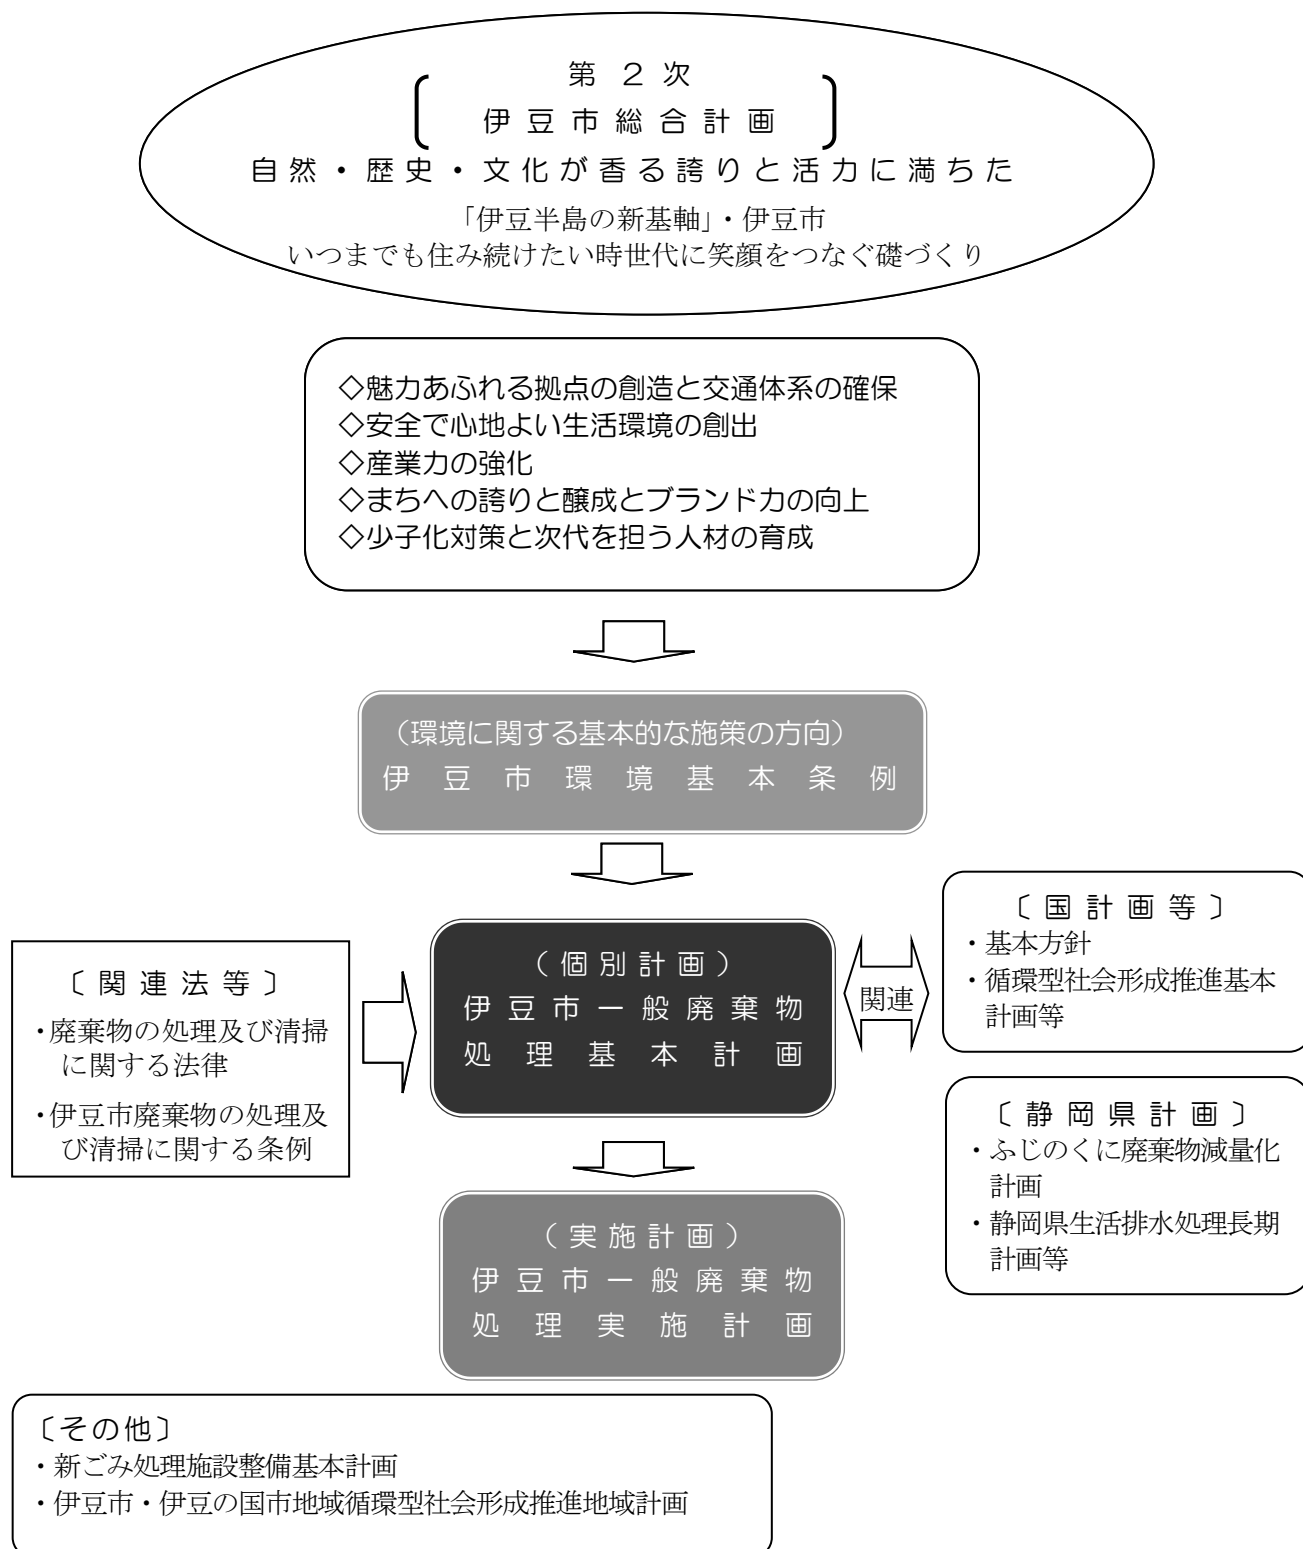 第２次
伊豆市総合計画
自然・歴史・文化が香る誇りと活力に満ちた
「伊豆半島の新基軸」・伊豆市
いつまでも住み続けたい時世代に笑顔をつなぐ礎づくり
◇魅力あふれる拠点の創造と交通体系の確保
◇安全で心地よい生活環境の創出
◇産業力の強化
◇まちへの誇りと醸成とブランド力の向上
◇少子化対策と次代を担う人材の育成
（環境に関する基本的な施策の方向）
伊豆市環境基本条例
〔関連法等〕
・廃棄物の処理及び清掃
に関する法律
・伊豆市廃棄物の処理及
び清掃に関する条例
（個別計画）
伊豆市一般廃棄物
処理基本計画
関連
〔国計画等〕
・基本方針
・循環型社会形成推進基本
計画等
〔静岡県計画〕
・ふじのくに廃棄物減量化
計画
・静岡県生活排水処理長期
計画等
（実施計画）
伊豆市一般廃棄物
処理実施計画
〔その他〕
・新ごみ処理施設整備基本計画
・伊豆市・伊豆の国市地域循環型社会形成推進地域計画